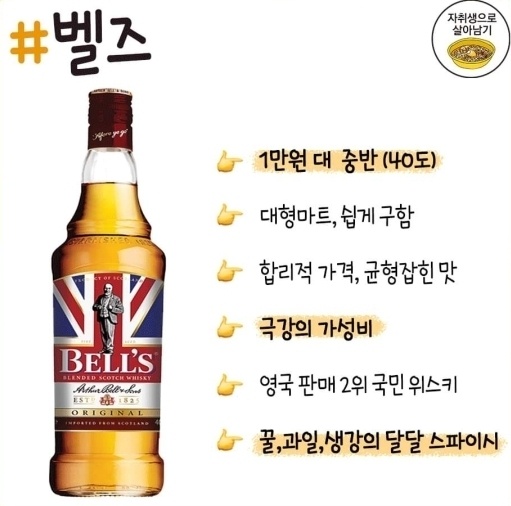 #벨즈
자취생으로
살아남기
Afore ye go
1만원 대 중반 (40도)
대형마트, 쉽게 구함
합리적 가격, 균형잡힌 맛
극강의 가성비
영국 판매 2위 국민 위스키
꿀,과일,생강의 달달 스파이시
PRODUCT OF SCOTLAND
BELL'S
BLENDED SCOTCH WHISKY
Arthur Bell & Sons
ESTD 1825
ORIGINAL
IMPORTED FROM SCOTLAND